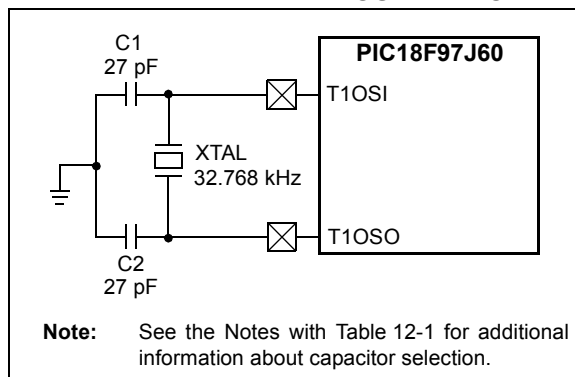 C1
27 pF
PIC18F97J60
T1OSI
XTAL
32.768 kHz
T1OSO
C2
27 pF
Note: See the Notes with Table 12-1 for additional
information about capacitor selection.